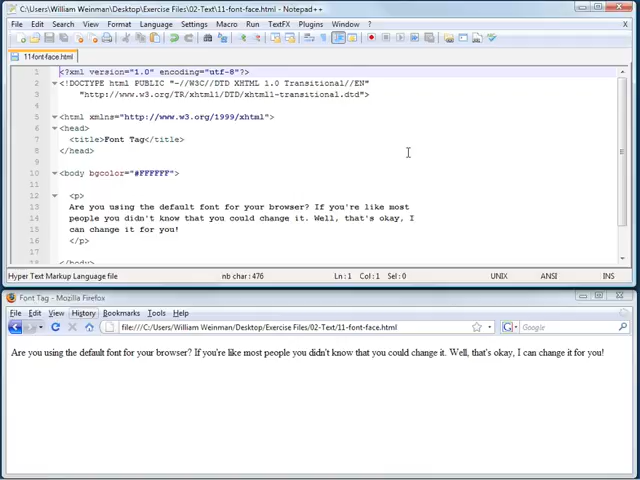 C:\Users\William Weinman\Desktop\Exercise Files\02-Text\11-font-face.html - Notepad++
File Edit Search View Format Language Settings Macro Run TextFX Plugins Window ?
11-font-face.html
1 <?xml version="1.0" encoding="utf-8"?>
2 <!DOCTYPE html PUBLIC "-//W3C//DTD XHTML 1.0 Transitional//EN"
3 "http://www.w3.org/TR/xhtml1/DTD/xhtml1-transitional.dtd">
4
5 <html xmlns="http://www.w3.org/1999/xhtml">
6 <head>
7 <title>Font Tag</title>
8 </head>
9
10 <body bgcolor="#FFFFFF">
11
12 <p>
13 Are you using the default font for your browser? If you're like most
14 people you didn't know that you could change it. Well, that's okay, I
15 can change it for you!
16 </p>
17
18 </body>
Hyper Text Markup Language file nb char : 476 Ln : 1 Col : 1 Sel : 0 UNIX ANSI INS
Font Tag - Mozilla Firefox
File Edit View History Bookmarks Tools Help
file:///C:/Users/William Weinman/Desktop/Exercise Files/02-Text/11-font-face.html
Google
Are you using the default font for your browser? If you're like most people you didn't know that you could change it. Well, that's okay, I can change it for you!